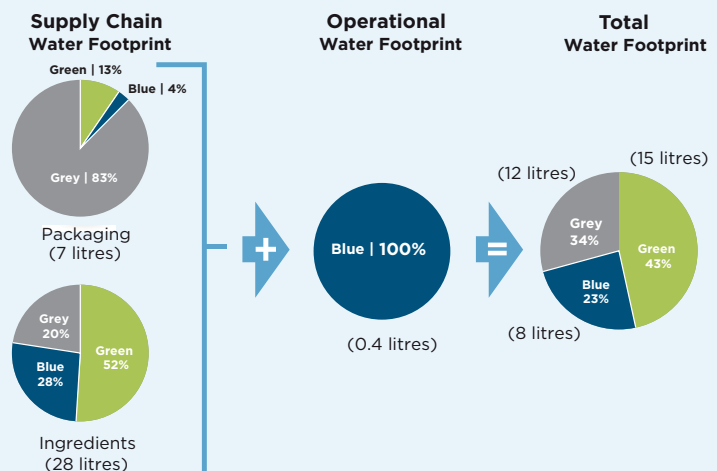 Supply Chain
Water Footprint
Green | 13%
Blue | 4%
Grey | 83%
Packaging
(7 litres)
Grey
20%
Green
52%
Blue
28%
Ingredients
(28 litres)
+
Operational
Water Footprint
Blue | 100%
(0.4 litres)
=
Total
Water Footprint
(15 litres)
(12 litres)
Grey
34%
Green
43%
Blue
23%
(8 litres)